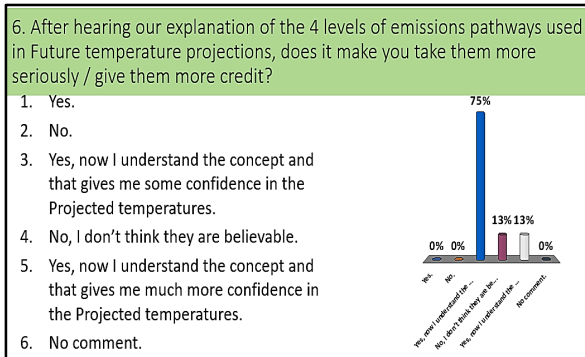 6. After hearing our explanation of the 4 levels of emissions pathways used
in Future temperature projections, does it make you take them more
seriously / give them more credit?
1. Yes.
2. No.
3. Yes, now I understand the concept and
that gives me some confidence in the
Projected temperatures.
4. No, I don’t think they are believable.
5. Yes, now I understand the concept and
that gives me much more confidence in
the Projected temperatures.
6. No comment.
75%
13% 13%
0% 0%
0%
Yes.
No.
Yes, now I understand the ...
No, I don’t think they are be...
Yes, now I understand the ...
No comment.